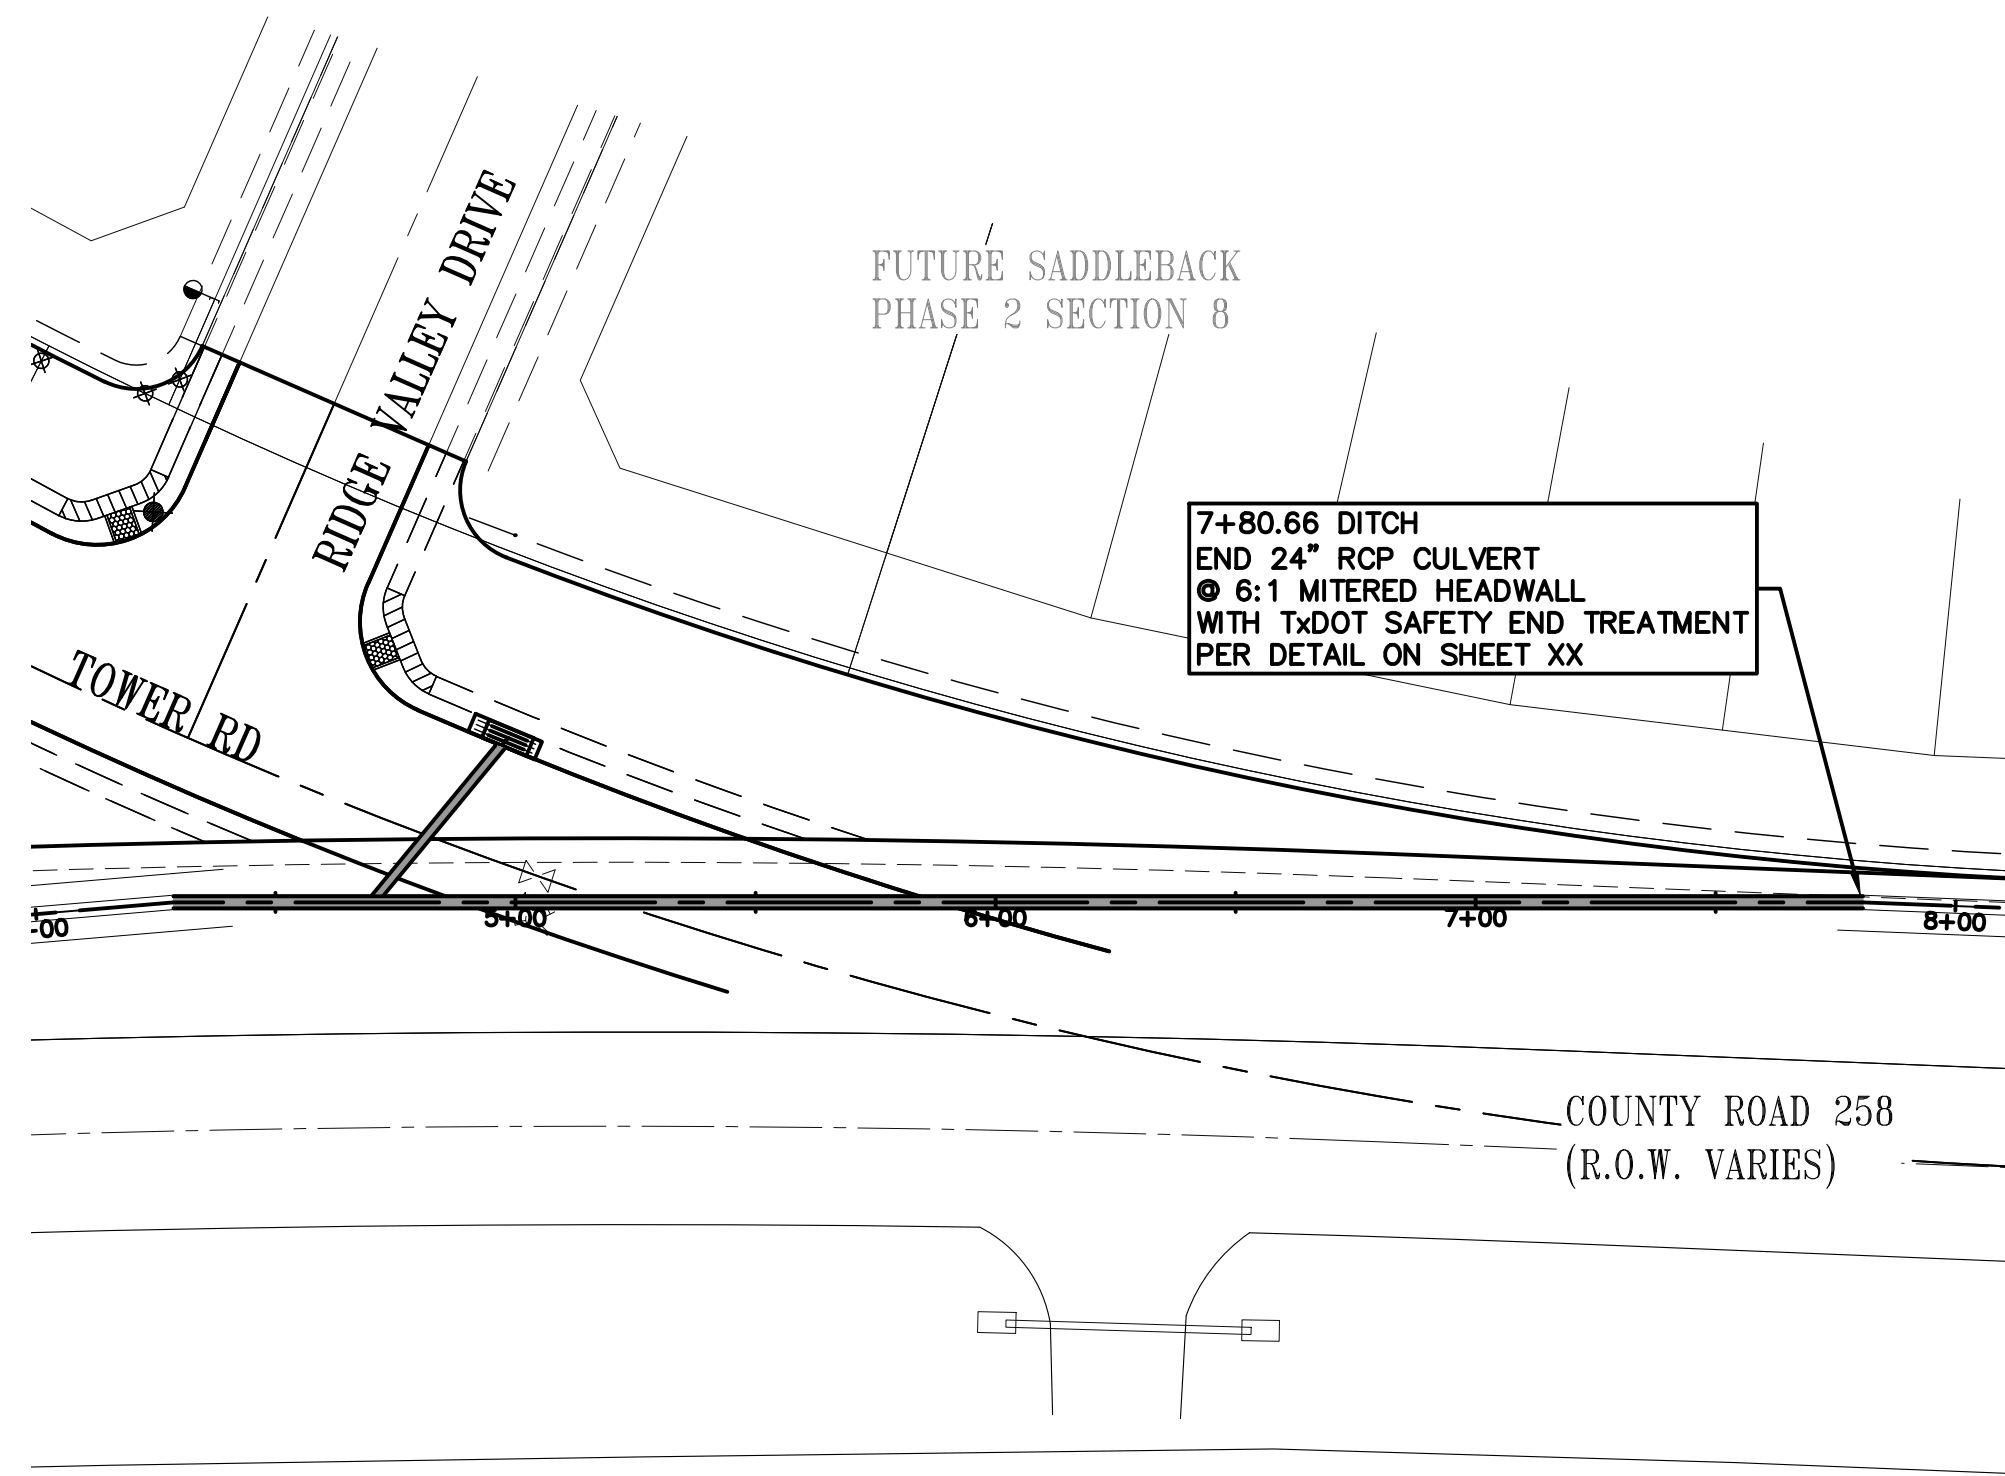 RIDGE VALLEY DRIVE
FUTURE SADDLEBACK
PHASE 2 SECTION 8
7+80.66 DITCH
END 24" RCP CULVERT
@ 6:1 MITERED HEADWALL
WITH TxDOT SAFETY END TREATMENT
PER DETAIL ON SHEET XX
TOWER RD
+00
5+00
6+00
7+00
8+00
COUNTY ROAD 258
(R.O.W. VARIES)